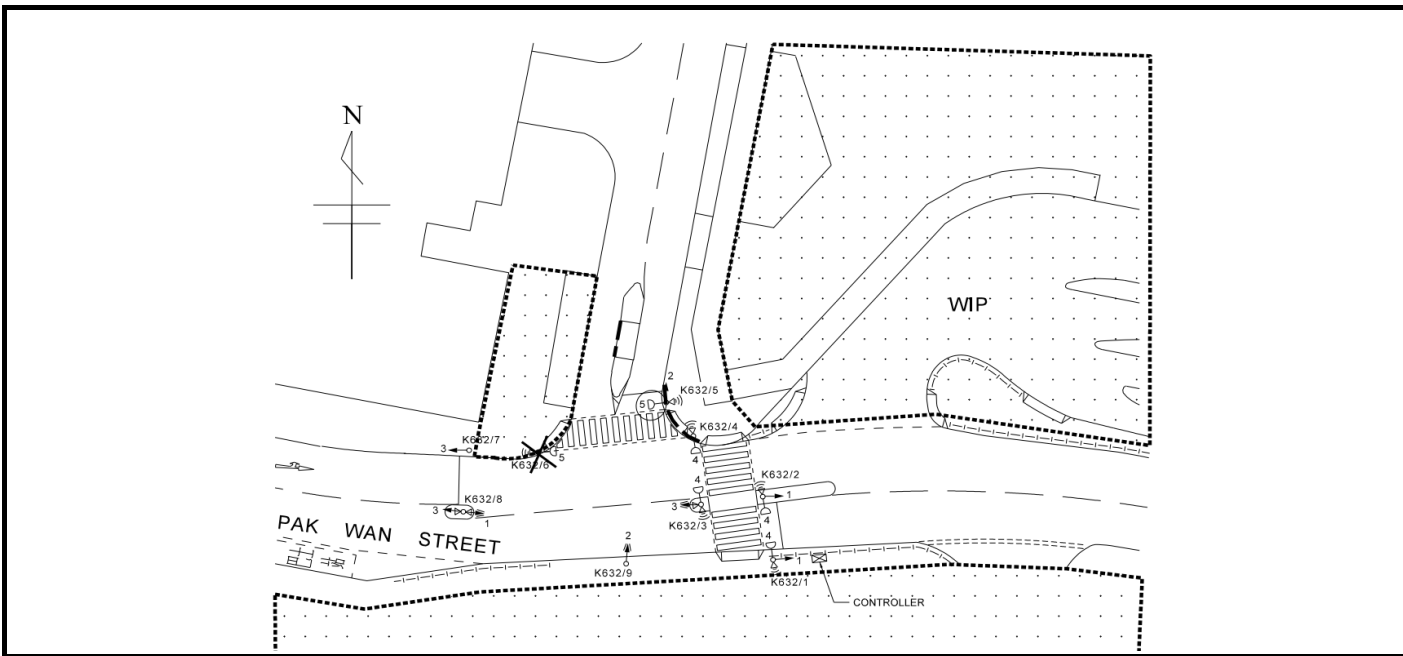 N
WIP
2
K632/5
5
K632/4
K632/7
3
K632/6
5
4
4
K632/2
K632/8
3
1
3
1
K632/3
4
PAK WAN STREET
2
4
K632/9
1
K632/1
CONTROLLER